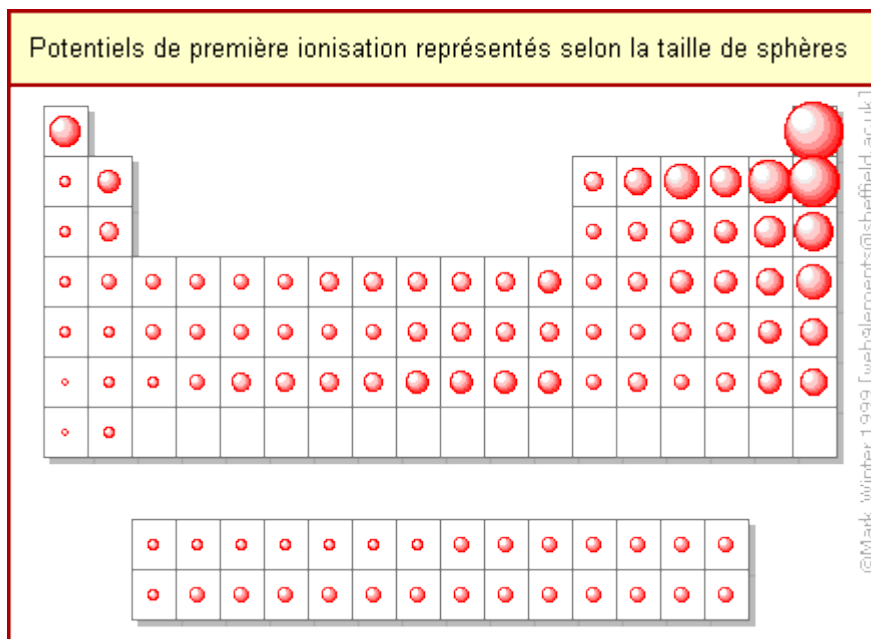 Potentiels de première ionisation représentés selon la taille de sphères
©Mark Winter 1999 [webelements@sheffield.ac.uk]